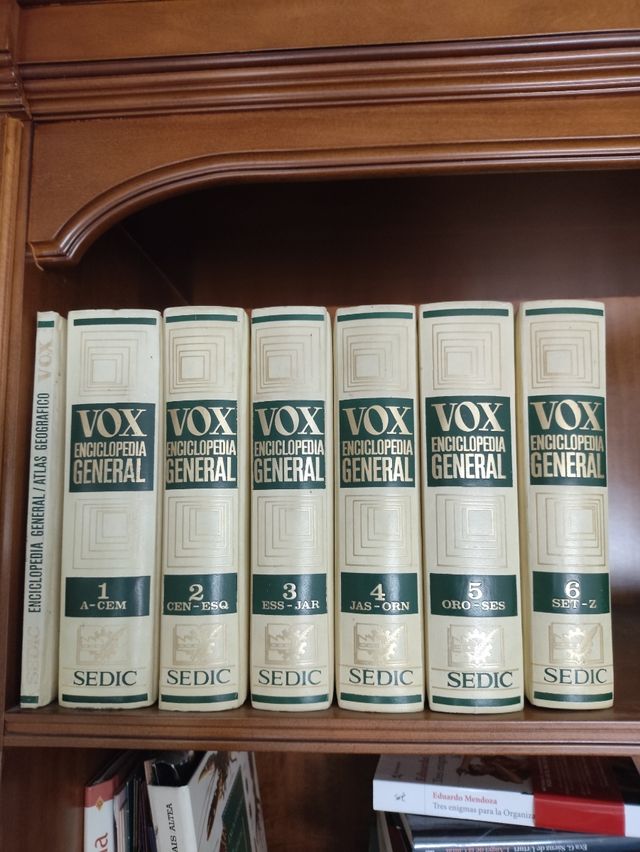 ENCICLOPEDIA GENERAL/ATLAS GEOGRAFICO VOX
SEDIC
VOX
ENCICLOPEDIA
GENERAL
1
A-CEM
SEDIC
VOX
ENCICLOPEDIA
GENERAL
2
CEN-ESQ
SEDIC
VOX
ENCICLOPEDIA
GENERAL
3
ESS-JAR
SEDIC
VOX
ENCICLOPEDIA
GENERAL
4
JAS-ORN
SEDIC
VOX
ENCICLOPEDIA
GENERAL
5
ORO-SES
SEDIC
VOX
ENCICLOPEDIA
GENERAL
6
SET-Z
SEDIC
AIS ALTEA
Eduardo Mendoza
Tres enigmas para la Organiza